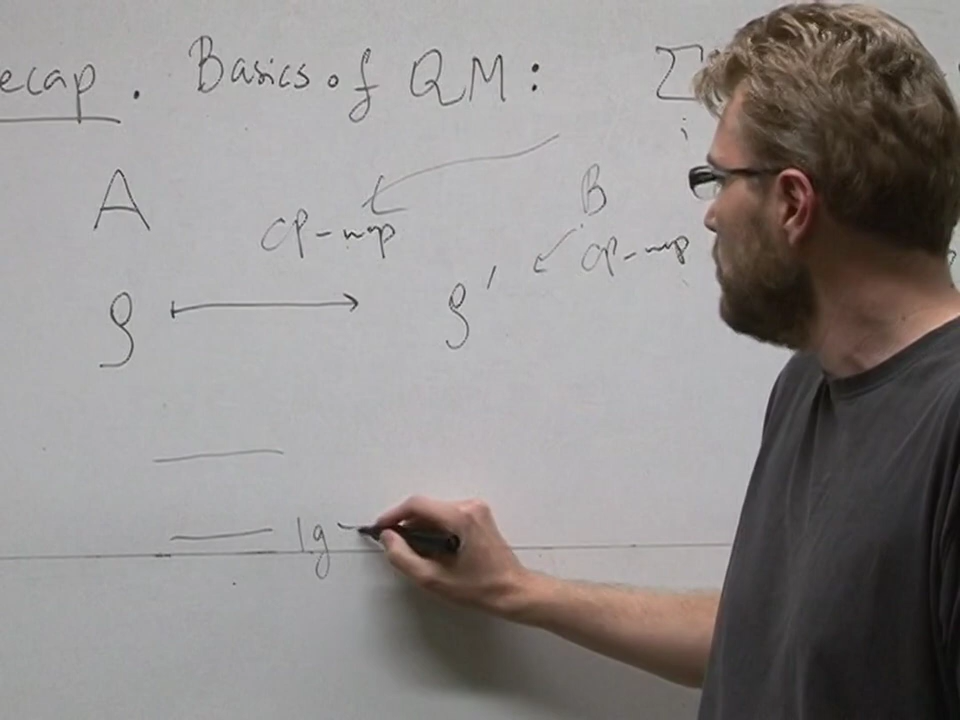 ecap. Basics of QM: Σ
i
A CP-map B
CP-map
ρ ↦ ρ'
|g